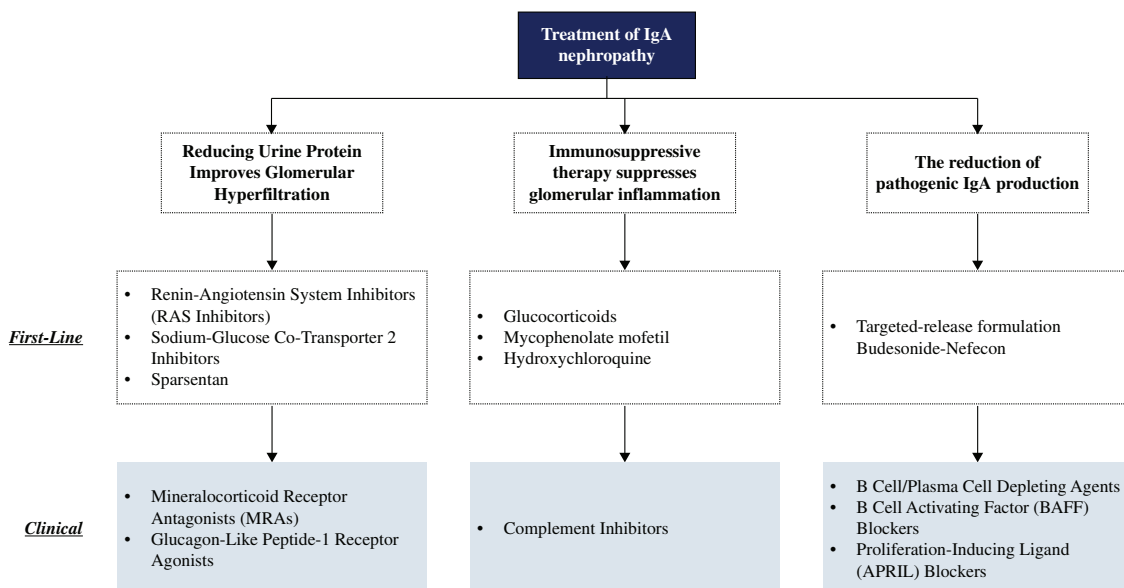 Treatment of IgA
nephropathy
Reducing Urine Protein
Improves Glomerular
Hyperfiltration
Immunosuppressive
therapy suppresses
glomerular inflammation
The reduction of
pathogenic IgA production
First-Line
• Renin-Angiotensin System Inhibitors
(RAS Inhibitors)
• Sodium-Glucose Co-Transporter 2
Inhibitors
• Sparsentan
• Glucocorticoids
• Mycophenolate mofetil
• Hydroxychloroquine
• Targeted-release formulation
Budesonide-Nefecon
Clinical
• Mineralocorticoid Receptor
Antagonists (MRAs)
• Glucagon-Like Peptide-1 Receptor
Agonists
• Complement Inhibitors
• B Cell/Plasma Cell Depleting Agents
• B Cell Activating Factor (BAFF)
Blockers
• Proliferation-Inducing Ligand
(APRIL) Blockers